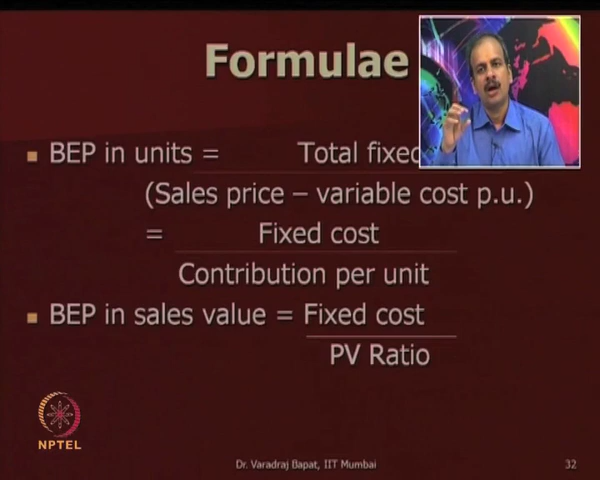 Formulae
BEP in units = Total fixed
(Sales price – variable cost p.u.)
= Fixed cost
Contribution per unit
BEP in sales value = Fixed cost
PV Ratio
NPTEL
Dr. Varadraj Bapat, IIT Mumbai 32